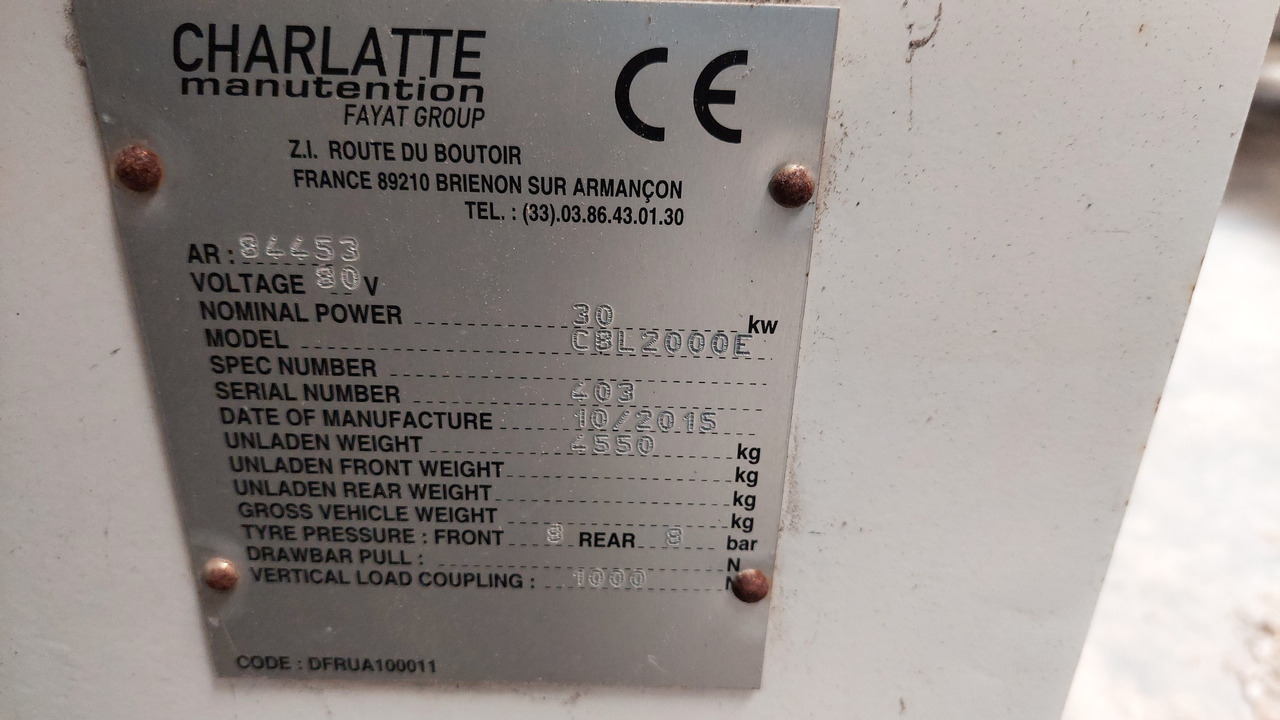 CHARLATTE
manutention
FAYAT GROUP
CE
Z.I. ROUTE DU BOUTOIR
FRANCE 89210 BRIENON SUR ARMANÇON
TEL. : (33).03.86.43.01.30
AR : 84453
VOLTAGE 80 V
NOMINAL POWER 30 kw
MODEL CBL2000E
SPEC NUMBER
SERIAL NUMBER 403
DATE OF MANUFACTURE 10/2015
UNLADEN WEIGHT 4550 kg
UNLADEN FRONT WEIGHT kg
UNLADEN REAR WEIGHT kg
GROSS VEHICLE WEIGHT kg
TYRE PRESSURE : FRONT 8 REAR 8 bar
DRAWBAR PULL : N
VERTICAL LOAD COUPLING : 1000 N
CODE : DFRUA100011